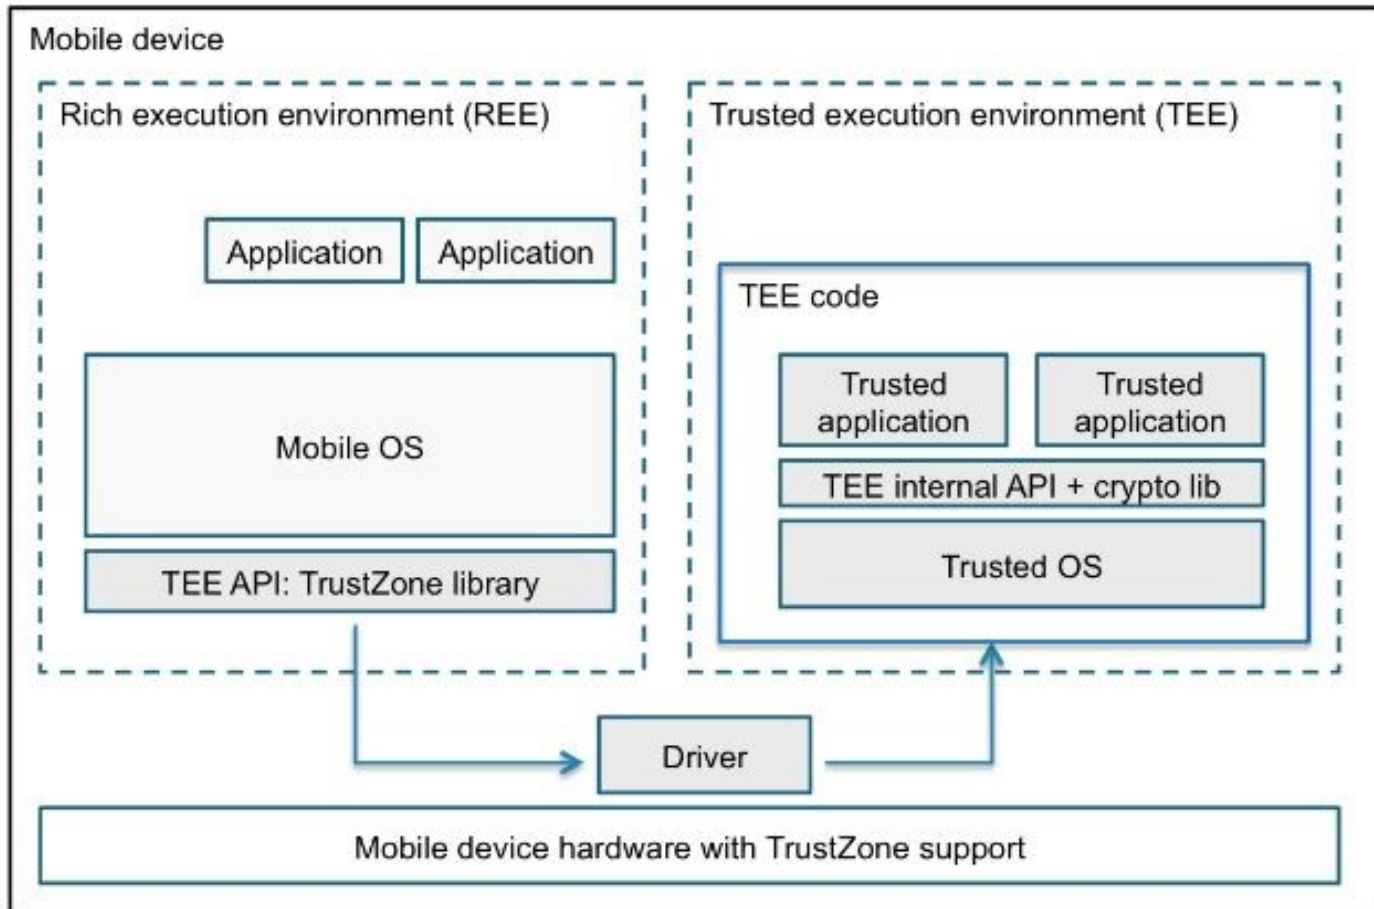 Mobile device
Rich execution environment (REE)
Application
Application
Mobile OS
TEE API: TrustZone library
Trusted execution environment (TEE)
TEE code
Trusted
application
Trusted
application
TEE internal API + crypto lib
Trusted OS
Driver
Mobile device hardware with TrustZone support